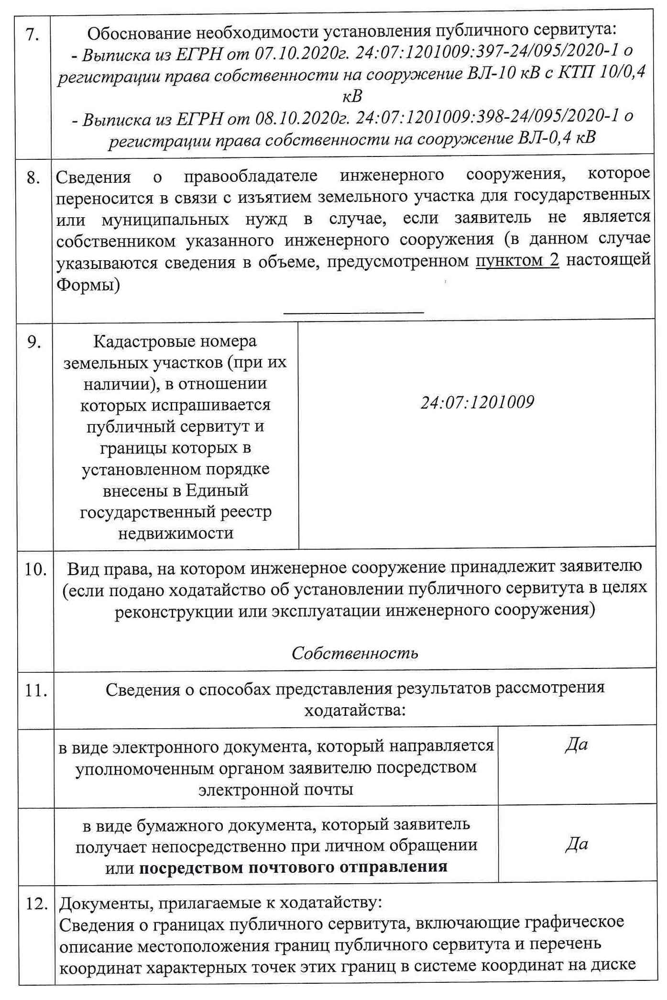 7.
Обоснование необходимости установления публичного сервитута:
- Выписка из ЕГРН от 07.10.2020г. 24:07:1201009:397-24/095/2020-1 о
регистрации права собственности на сооружение ВЛ-10 кВ с КТП 10/0,4
кВ
- Выписка из ЕГРН от 08.10.2020г. 24:07:1201009:398-24/095/2020-1 о
регистрации права собственности на сооружение ВЛ-0,4 кВ
8.
Сведения о правообладателе инженерного сооружения, которое
переносится в связи с изъятием земельного участка для государственных
или муниципальных нужд в случае, если заявитель не является
собственником указанного инженерного сооружения (в данном случае
указываются сведения в объеме, предусмотренном пунктом 2 настоящей
Формы)
9.
Кадастровые номера
земельных участков (при их
наличии), в отношении
которых испрашивается
публичный сервитут и
границы которых в
установленном порядке
внесены в Единый
государственный реестр
недвижимости
24:07:1201009
10.
Вид права, на котором инженерное сооружение принадлежит заявителю
(если подано ходатайство об установлении публичного сервитута в целях
реконструкции или эксплуатации инженерного сооружения)
Собственность
11.
Сведения о способах представления результатов рассмотрения
ходатайства:
в виде электронного документа, который направляется
уполномоченным органом заявителю посредством
электронной почты
Да
в виде бумажного документа, который заявитель
получает непосредственно при личном обращении
или посредством почтового отправления
Да
12.
Документы, прилагаемые к ходатайству:
Сведения о границах публичного сервитута, включающие графическое
описание местоположения границ публичного сервитута и перечень
координат характерных точек этих границ в системе координат на диске